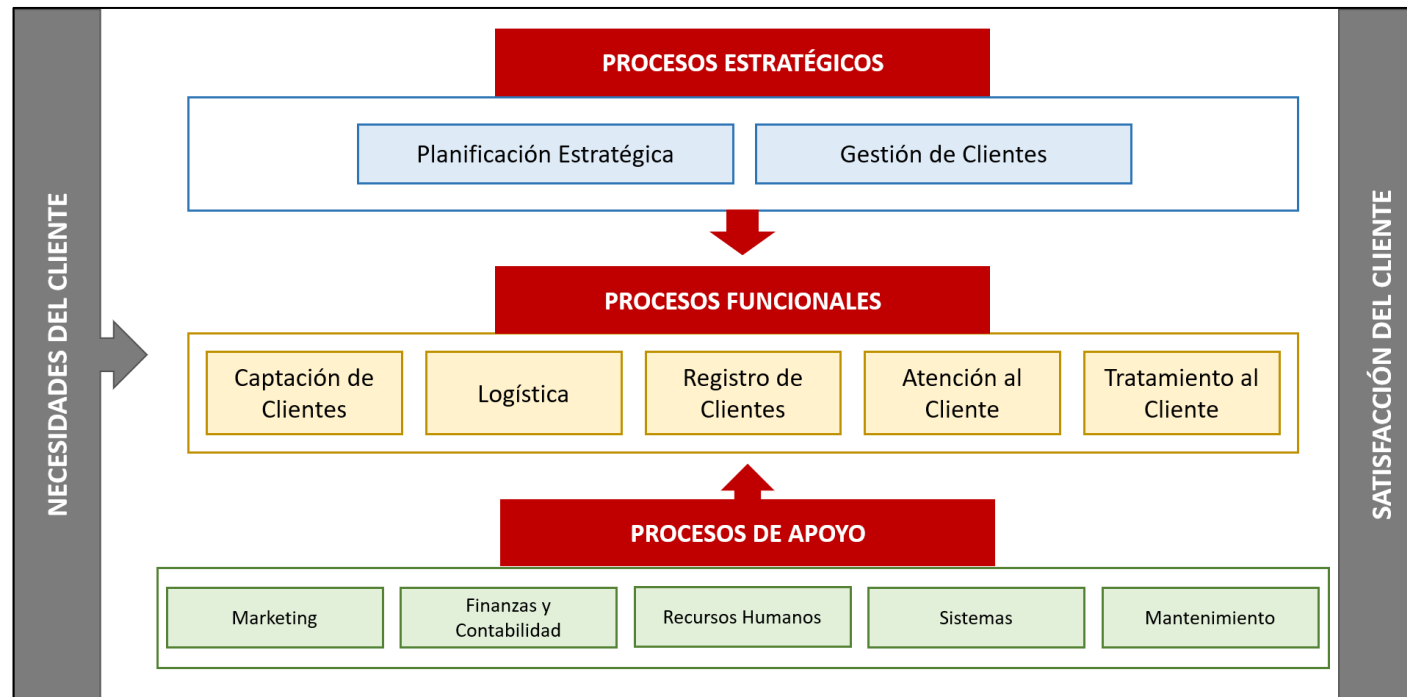 NECESIDADES DEL CLIENTE
PROCESOS ESTRATÉGICOS
Planificación Estratégica
Gestión de Clientes
PROCESOS FUNCIONALES
Captación de
Clientes
Logística
Registro de
Clientes
Atención al
Cliente
Tratamiento al
Cliente
PROCESOS DE APOYO
Marketing
Finanzas y
Contabilidad
Recursos Humanos
Sistemas
Mantenimiento
SATISFACCIÓN DEL CLIENTE